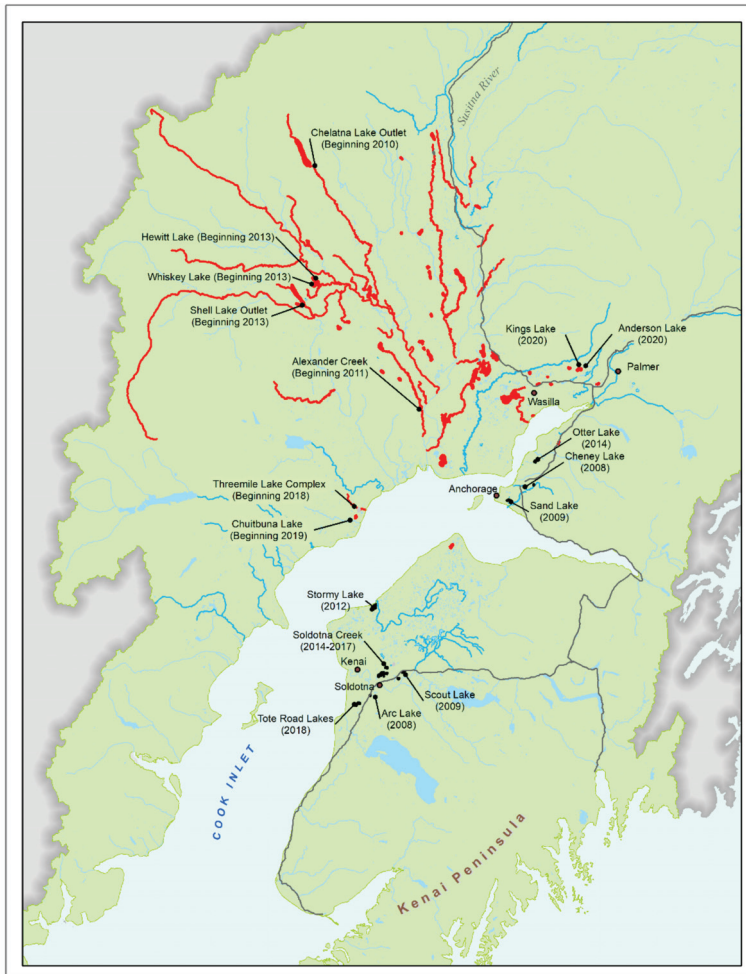 Susitna River
Chelatna Lake Outlet
(Beginning 2010)
Hewitt Lake (Beginning 2013)
Whiskey Lake (Beginning 2013)
Shell Lake Outlet
(Beginning 2013)
Kings Lake
(2020)
Anderson Lake
(2020)
Alexander Creek
(Beginning 2011)
Palmer
Wasilla
Otter Lake
(2014)
Cheney Lake
(2008)
Threemile Lake Complex
(Beginning 2018)
Anchorage
Sand Lake
(2009)
Chuitbuna Lake
(Beginning 2019)
Stormy Lake
(2012)
Soldotna Creek
(2014-2017)
Kenai
Soldotna
Scout Lake
(2009)
Tote Road Lakes
(2018)
Arc Lake
(2008)
COOK INLET
Kenai Peninsula